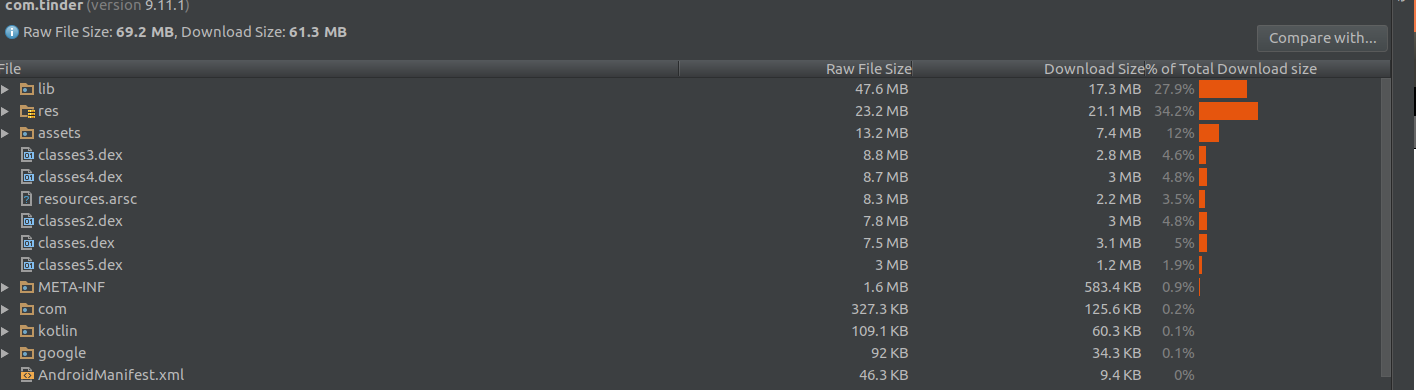 com.tinder (version 9.11.1)
Raw File Size: 69.2 MB, Download Size: 61.3 MB
Compare with...
File Raw File Size Download Size % of Total Download size
lib 47.6 MB 17.3 MB 27.9%
res 23.2 MB 21.1 MB 34.2%
assets 13.2 MB 7.4 MB 12%
classes3.dex 8.8 MB 2.8 MB 4.6%
classes4.dex 8.7 MB 3 MB 4.8%
resources.arsc 8.3 MB 2.2 MB 3.5%
classes2.dex 7.8 MB 3 MB 4.8%
classes.dex 7.5 MB 3.1 MB 5%
classes5.dex 3 MB 1.2 MB 1.9%
META-INF 1.6 MB 583.4 KB 0.9%
com 327.3 KB 125.6 KB 0.2%
kotlin 109.1 KB 60.3 KB 0.1%
google 92 KB 34.3 KB 0.1%
AndroidManifest.xml 46.3 KB 9.4 KB 0%